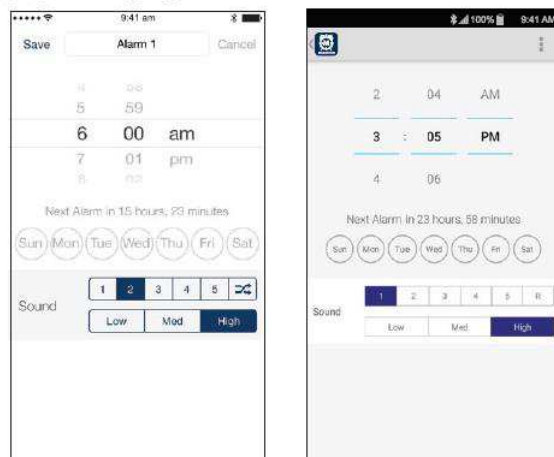 9:41 am
Save Alarm 1 Cancel
5 59
6 00 am
7 01 pm
8 02
Next Alarm in 15 hours, 23 minutes
Sun Mon Tue Wed Thu Fri Sat
Sound
1 2 3 4 5
Low Med High
100% 9:41 AM
2 04 AM
3 : 05 PM
4 06
Next Alarm in 23 hours, 58 minutes
Sun Mon Tue Wed Thu Fri Sat
Sound
1 2 3 4 5 R
Low Med High